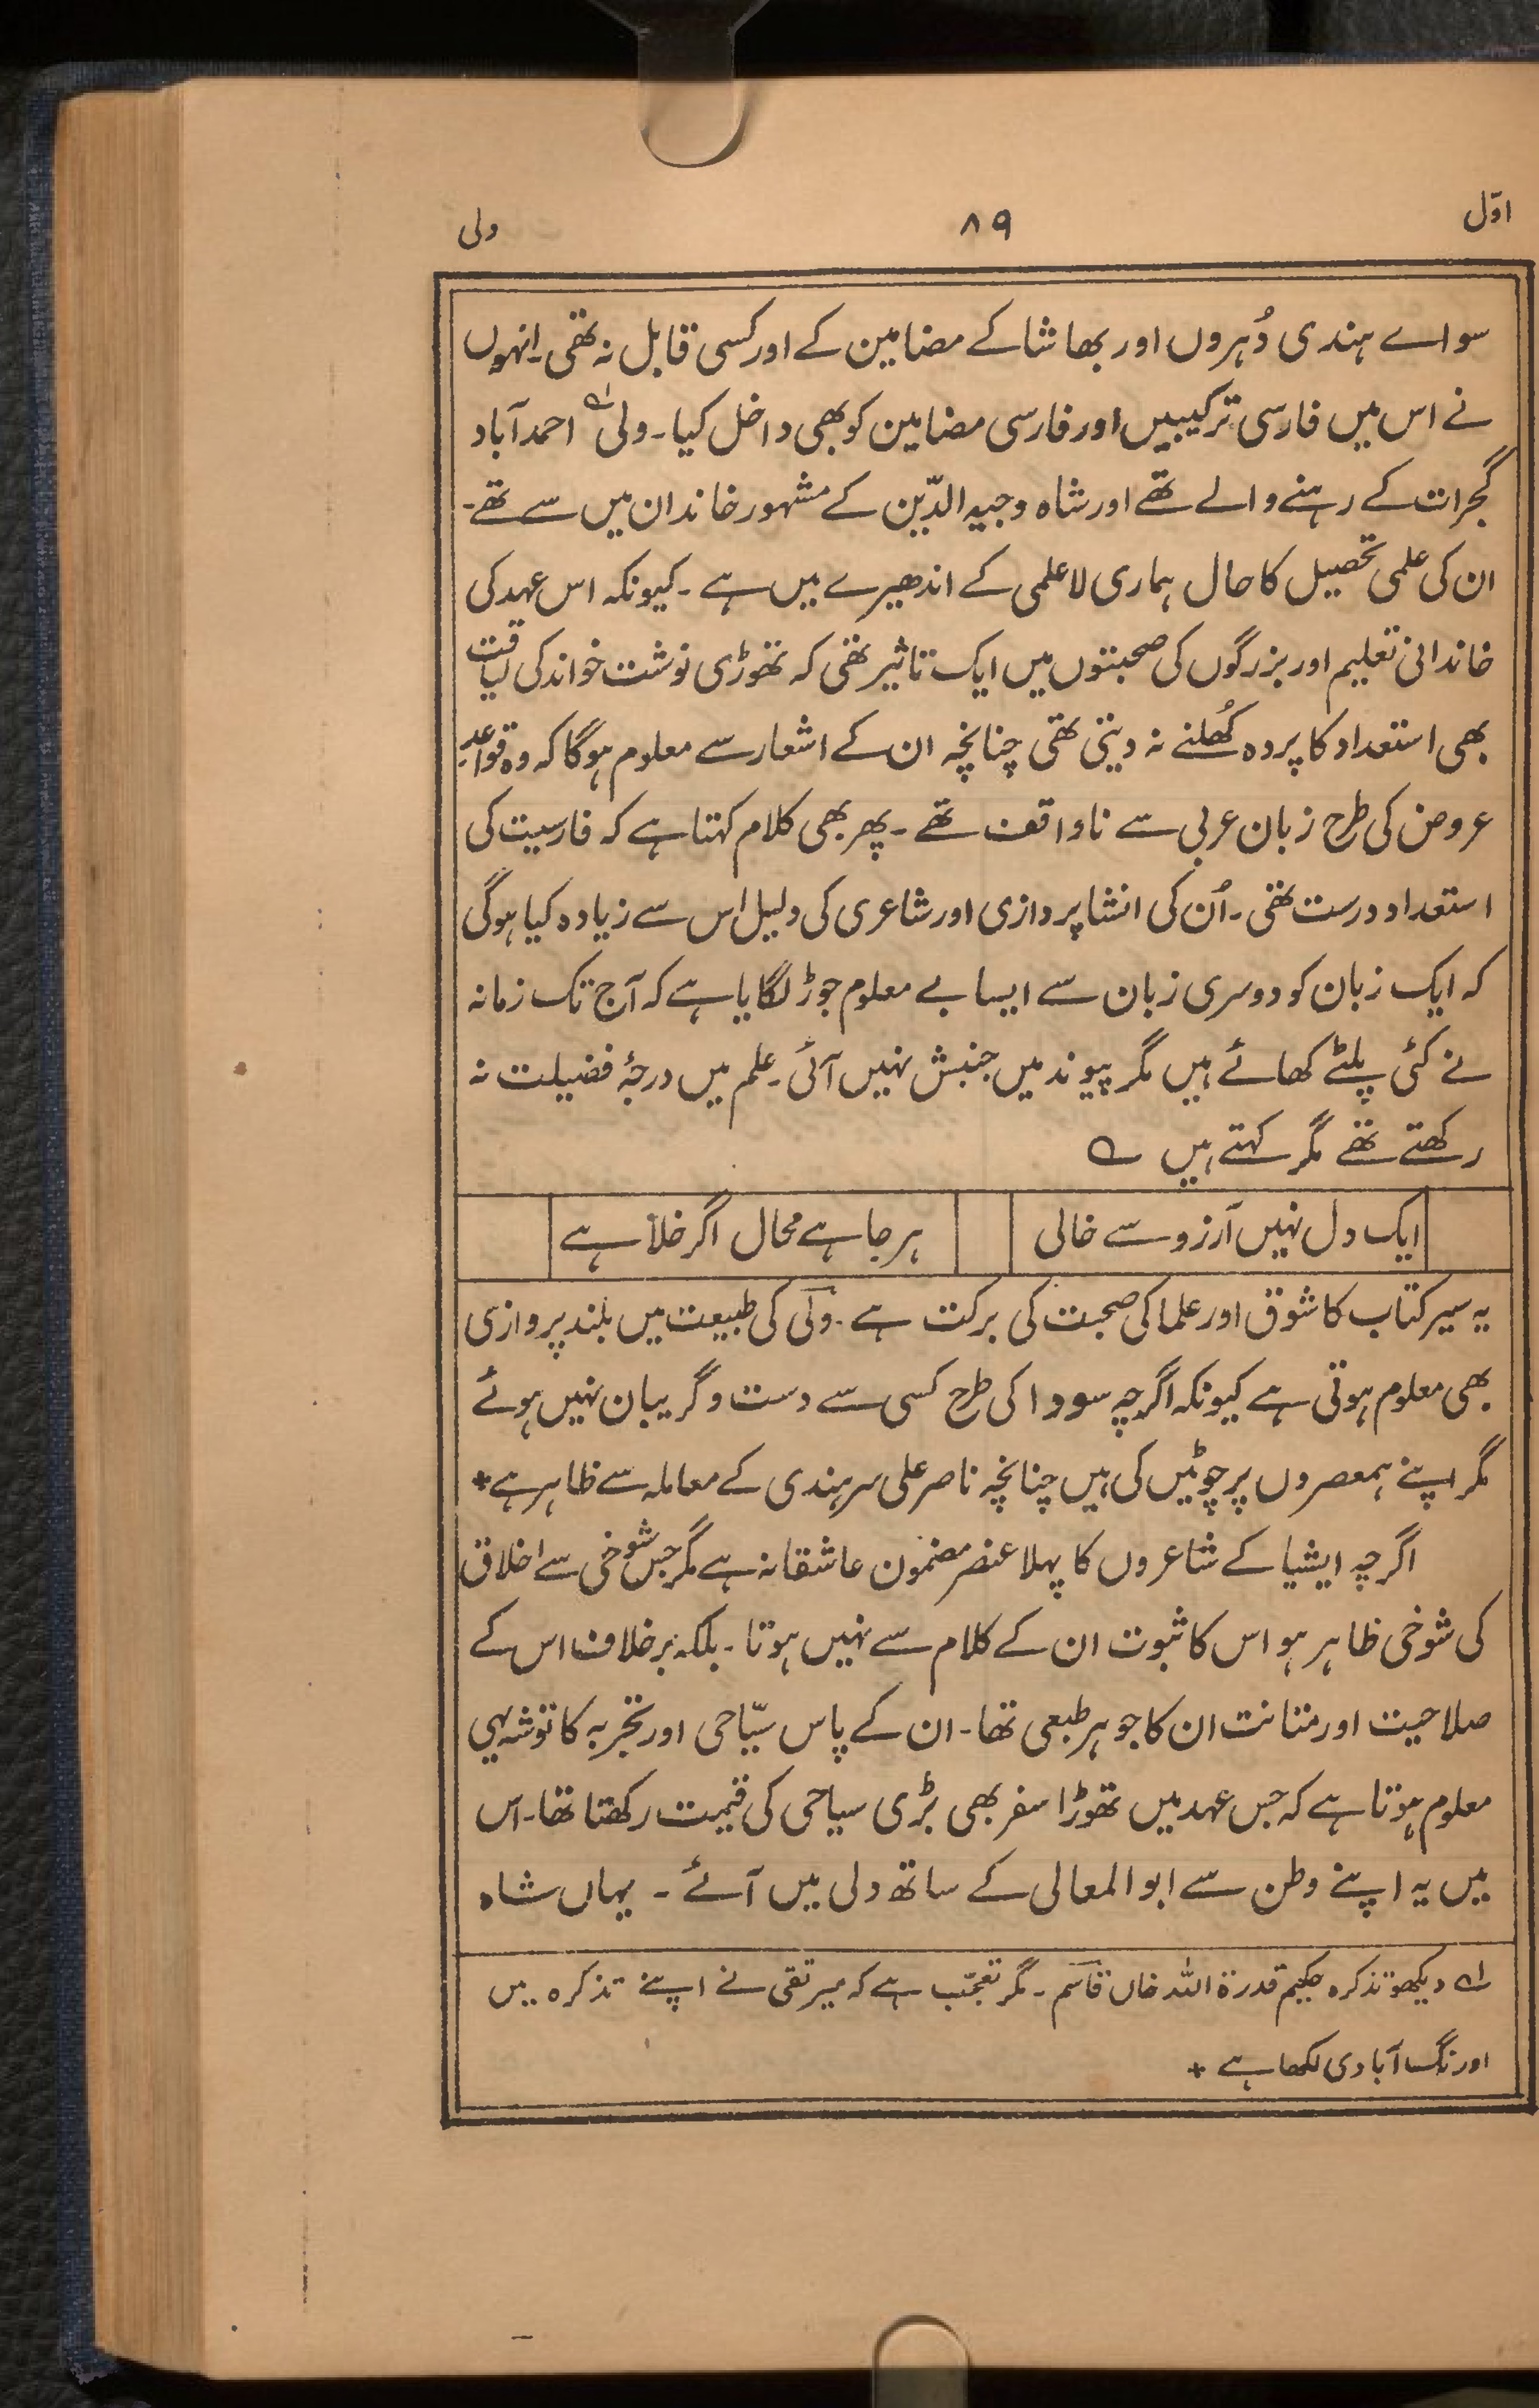 اوّل ۸۹ ولی
سواے ہندی دُہروں اور بھاشا کے مضامین کے اور کسی قابل نہ تھی۔ انہوں
نے اس میں فارسی ترکیبیں اور فارسی مضامین کو بھی داخل کیا۔ ولی ؎۱ احمد آباد
گجرات کے رہنے والے تھے اور شاہ وجیہ الدّین کے مشہور خاندان میں سے تھے۔
ان کی علمی تحصیل کا حال ہماری لاعلمی کے اندھیرے میں ہے۔ کیونکہ اس عہد کی
خاندانی تعلیم اور بزرگوں کی صحبتوں میں ایک تاثیر تھی کہ تھوڑی نوشت خواند کی لیاقت
بھی استعداد کا پردہ کُھلنے نہ دیتی تھی چنانچہ ان کے اشعار سے معلوم ہوگا کہ وہ قواعدِ
عروض کی طرح زبان عربی سے ناواقف تھے۔ پھر بھی کلام کہتا ہے کہ فارسیت کی
استعداد درست تھی۔ اُن کی انشا پردازی اور شاعری کی دلیل اس سے زیادہ کیا ہوگی
کہ ایک زبان کو دوسری زبان سے ایسا بے معلوم جوڑ لگایا ہے کہ آج تک زمانہ
نے کئی پلٹے کھائے ہیں مگر پیوند میں جنبش نہیں آئی۔ علم میں درجۂ فضیلت نہ
رکھتے تھے مگر کہتے ہیں ؎
ایک دل نہیں آرزو سے خالی ہر جا ہے محال اگر خلا ہے
یہ سیر کتاب کا شوق اور علما کی صحبت کی برکت ہے۔ ولی کی طبیعت میں بلند پروازی
بھی معلوم ہوتی ہے کیونکہ اگرچہ سودا کی طرح کسی سے دست و گریبان نہیں ہوئے
مگر اپنے ہمعصروں پر چوٹیں کی ہیں چنانچہ ناصر علی سرہندی کے معاملہ سے ظاہر ہے *
اگرچہ ایشیا کے شاعروں کا پہلا عنصر مضمون عاشقانہ ہے مگر جس شوخی سے اخلاق
کی شوخی ظاہر ہو اس کا ثبوت ان کے کلام سے نہیں ہوتا۔ بلکہ برخلاف اس کے
صلاحیت اور متانت ان کا جوہر طبعی تھا۔ ان کے پاس سیّاحی اور تجربہ کا توشہ یہی
معلوم ہوتا ہے کہ جس عہد میں تھوڑا سفر بھی بڑی سیاحی کی قیمت رکھتا تھا۔ اس
میں یہ اپنے وطن سے ابو المعالی کے ساتھ دلی میں آئے۔ یہاں شاہ
؎۱ دیکھو تذکرہ حکیم قدرۃ اللہ خاں قاسم۔ مگر تعجّب ہے کہ میر تقی نے اپنے تذکرہ میں
اورنگ آبادی لکھا ہے *